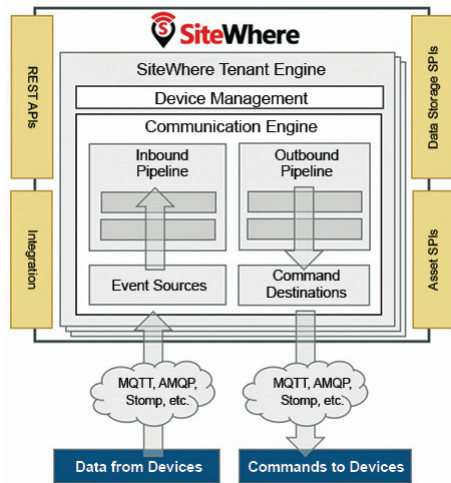 S SiteWhere
SiteWhere Tenant Engine
Device Management
Communication Engine
Inbound
Pipeline
Outbound
Pipeline
Event Sources
Command
Destinations
REST APIs
Integration
Data Storage SPIs
Asset SPIs
MQTT, AMQP,
Stomp, etc.
MQTT, AMQP,
Stomp, etc.
Data from Devices
Commands to Devices